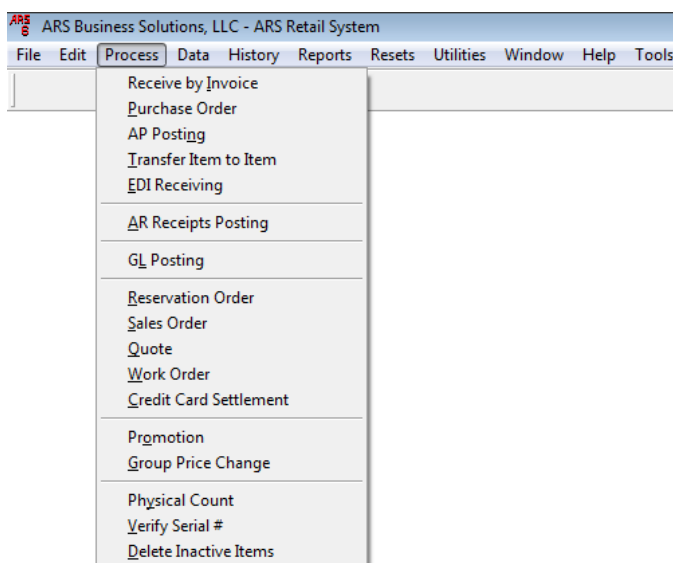 ARS 6 ARS Business Solutions, LLC - ARS Retail System
File Edit Process Data History Reports Resets Utilities Window Help Tools
Receive by Invoice
Purchase Order
AP Posting
Transfer Item to Item
EDI Receiving
AR Receipts Posting
GL Posting
Reservation Order
Sales Order
Quote
Work Order
Credit Card Settlement
Promotion
Group Price Change
Physical Count
Verify Serial #
Delete Inactive Items